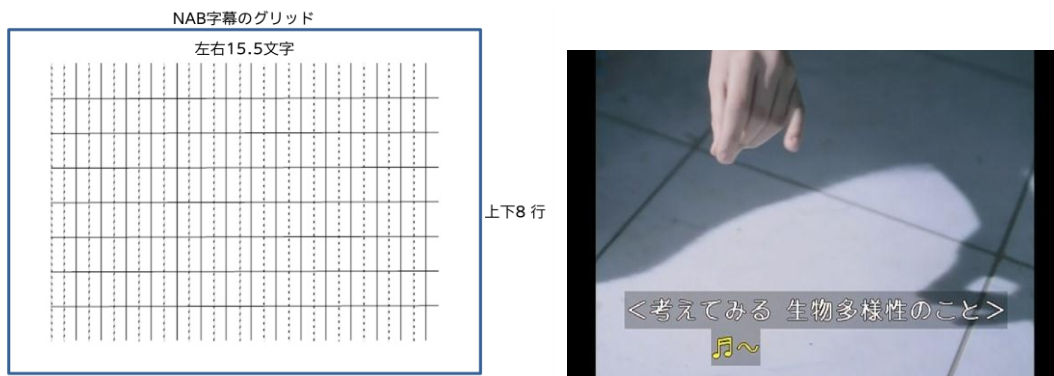 NAB字幕のグリッド
左右15.5文字
上下8 行
<考えてみる 生物多様性のこと>
♬~